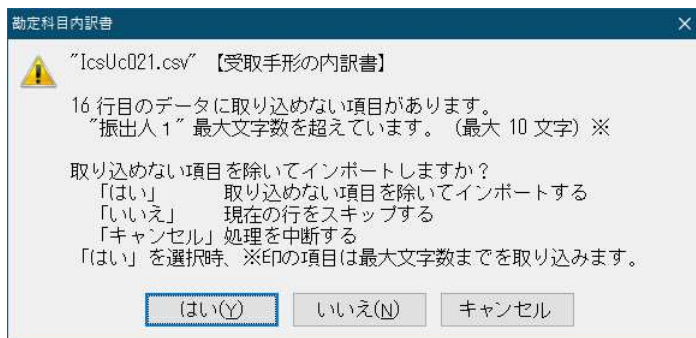 勘定科目内訳書
"IcsUc021.csv" 【受取手形の内訳書】
16 行目のデータに取り込めない項目があります。
"振出人１" 最大文字数を超えています。（最大 10 文字）※
取り込めない項目を除いてインポートしますか？
「はい」 取り込めない項目を除いてインポートする
「いいえ」 現在の行をスキップする
「キャンセル」処理を中断する
「はい」を選択時、※印の項目は最大文字数までを取り込みます。
はい(Y) いいえ(N) キャンセル